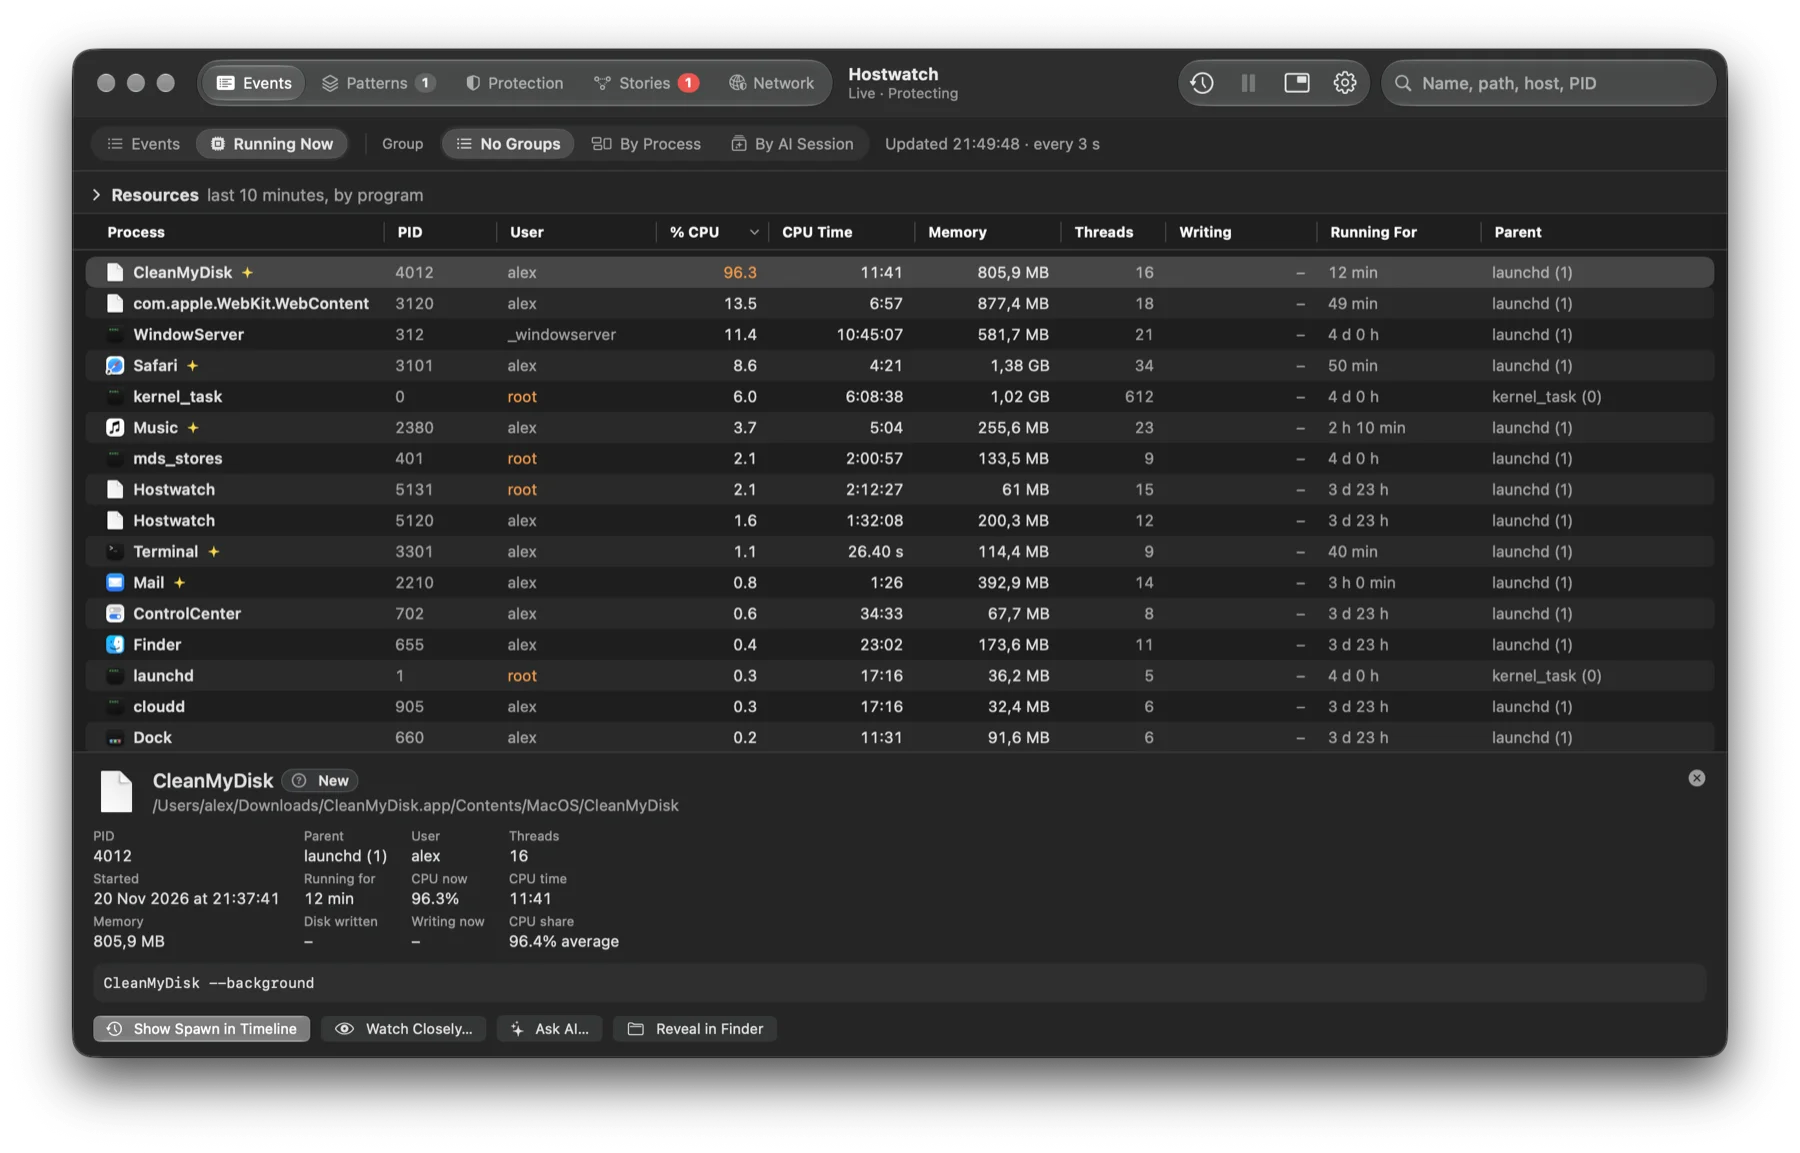 Events Patterns 1 Protection Stories 1 Network
Hostwatch
Live · Protecting
Name, path, host, PID
Events Running Now Group No Groups By Process By AI Session Updated 21:49:48 · every 3 s
Resources last 10 minutes, by program
Process PID User % CPU CPU Time Memory Threads Writing Running For Parent
CleanMyDisk 4012 alex 96.3 11:41 805,9 MB 16 – 12 min launchd (1)
com.apple.WebKit.WebContent 3120 alex 13.5 6:57 877,4 MB 18 – 49 min launchd (1)
WindowServer 312 _windowserver 11.4 10:45:07 581,7 MB 21 – 4 d 0 h launchd (1)
Safari 3101 alex 8.6 4:21 1,38 GB 34 – 50 min launchd (1)
kernel_task 0 root 6.0 6:08:38 1,02 GB 612 – 4 d 0 h kernel_task (0)
Music 2380 alex 3.7 5:04 255,6 MB 23 – 2 h 10 min launchd (1)
mds_stores 401 root 2.1 2:00:57 133,5 MB 9 – 4 d 0 h launchd (1)
Hostwatch 5131 root 2.1 2:12:27 61 MB 15 – 3 d 23 h launchd (1)
Hostwatch 5120 alex 1.6 1:32:08 200,3 MB 12 – 3 d 23 h launchd (1)
Terminal 3301 alex 1.1 26.40 s 114,4 MB 9 – 40 min launchd (1)
Mail 2210 alex 0.8 1:26 392,9 MB 14 – 3 h 0 min launchd (1)
ControlCenter 702 alex 0.6 34:33 67,7 MB 8 – 3 d 23 h launchd (1)
Finder 655 alex 0.4 23:02 173,6 MB 11 – 3 d 23 h launchd (1)
launchd 1 root 0.3 17:16 36,2 MB 5 – 4 d 0 h kernel_task (0)
cloudd 905 alex 0.3 17:16 32,4 MB 6 – 3 d 23 h launchd (1)
Dock 660 alex 0.2 11:31 91,6 MB 6 – 3 d 23 h launchd (1)
CleanMyDisk New
/Users/alex/Downloads/CleanMyDisk.app/Contents/MacOS/CleanMyDisk
PID Parent User Threads
4012 launchd (1) alex 16
Started Running for CPU now CPU time
20 Nov 2026 at 21:37:41 12 min 96.3% 11:41
Memory Disk written Writing now CPU share
805,9 MB – – 96.4% average
CleanMyDisk --background
Show Spawn in Timeline Watch Closely... Ask AI... Reveal in Finder